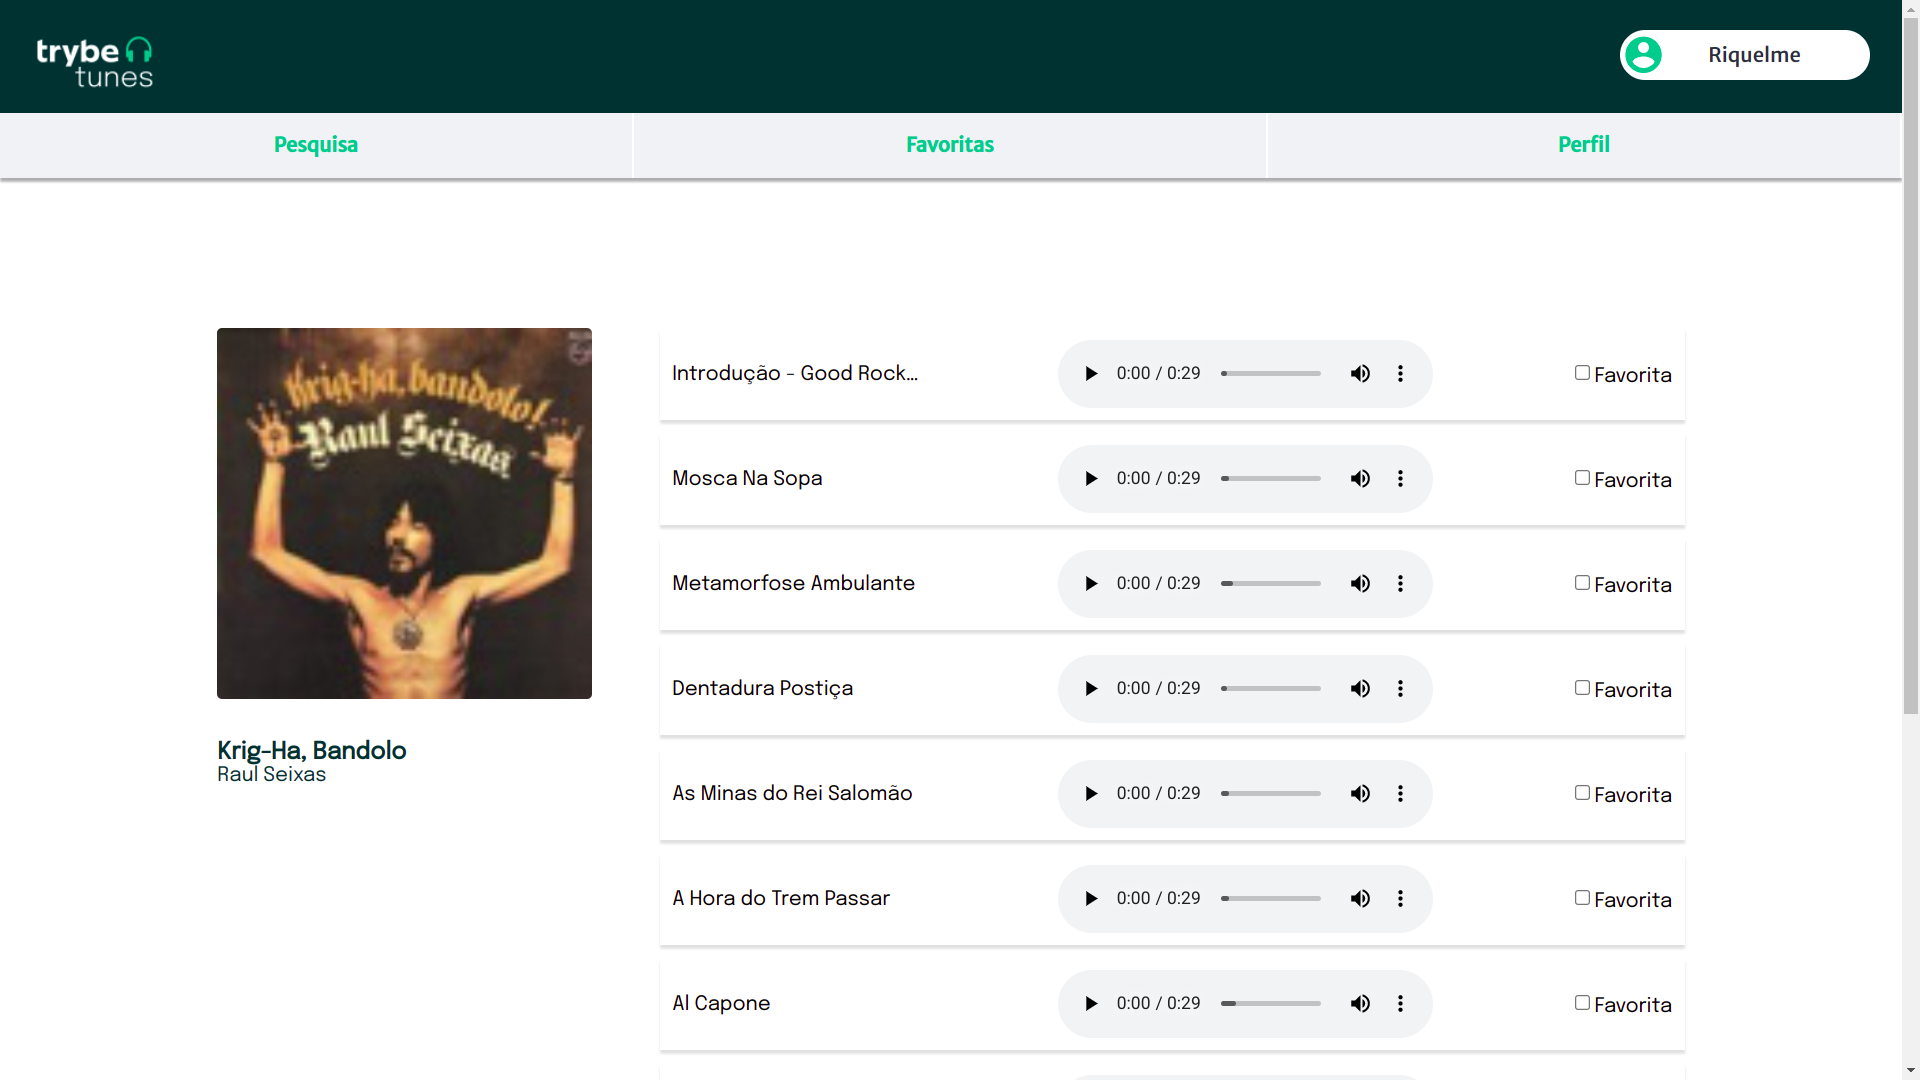 trybe
tunes
Riquelme
Pesquisa
Favoritas
Perfil
Krig-ha, bandolo!
Raul Seixas
Krig-Ha, Bandolo
Raul Seixas
Introdução - Good Rock...
0:00 / 0:29
Favorita
Mosca Na Sopa
0:00 / 0:29
Favorita
Metamorfose Ambulante
0:00 / 0:29
Favorita
Dentadura Postiça
0:00 / 0:29
Favorita
As Minas do Rei Salomão
0:00 / 0:29
Favorita
A Hora do Trem Passar
0:00 / 0:29
Favorita
Al Capone
0:00 / 0:29
Favorita